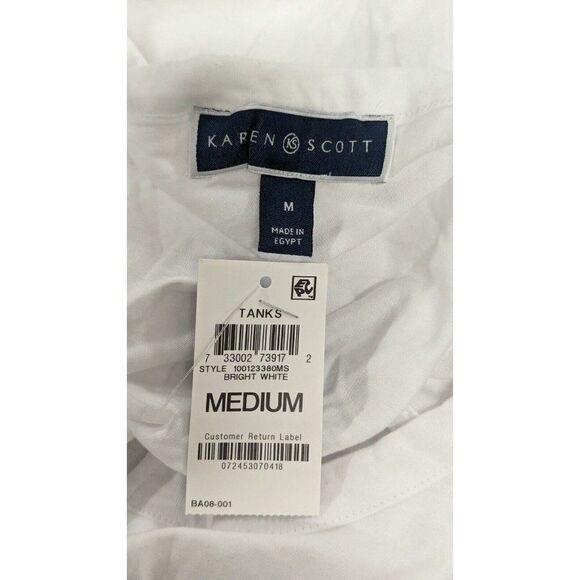 KAREN KS SCOTT
M
MADE IN
EGYPT
TANKS
7 33002 73917 2
STYLE 100123380MS
BRIGHT WHITE
MEDIUM
Customer Return Label
072453070418
BA08-001